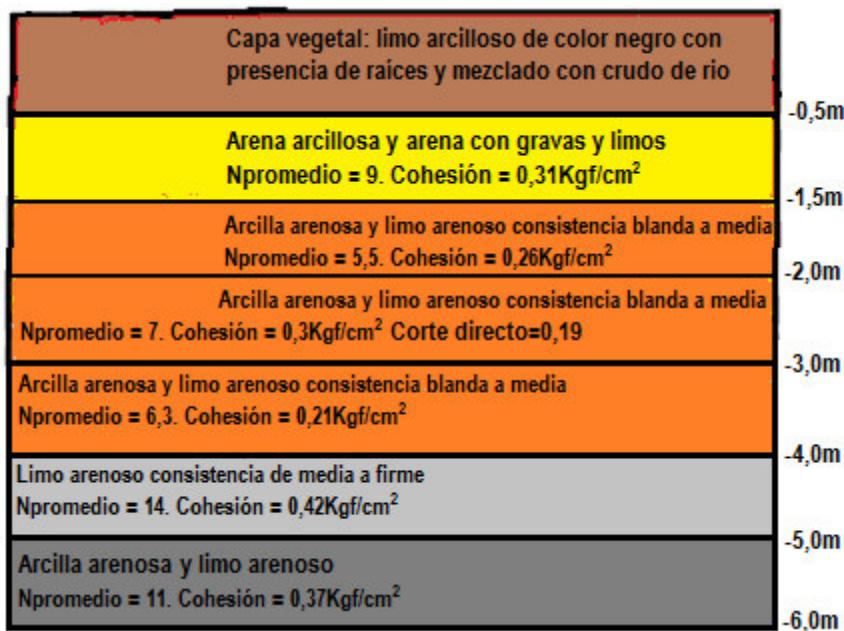 Capa vegetal: limo arcilloso de color negro con
presencia de raíces y mezclado con crudo de rio
-0,5m
Arena arcillosa y arena con gravas y limos
Npromedio = 9. Cohesión = 0,31Kgf/cm²
-1,5m
Arcilla arenosa y limo arenoso consistencia blanda a media
Npromedio = 5,5. Cohesión = 0,26Kgf/cm²
-2,0m
Arcilla arenosa y limo arenoso consistencia blanda a media
Npromedio = 7. Cohesión = 0,3Kgf/cm² Corte directo=0,19
-3,0m
Arcilla arenosa y limo arenoso consistencia blanda a media
Npromedio = 6,3. Cohesión = 0,21Kgf/cm²
-4,0m
Limo arenoso consistencia de media a firme
Npromedio = 14. Cohesión = 0,42Kgf/cm²
-5,0m
Arcilla arenosa y limo arenoso
Npromedio = 11. Cohesión = 0,37Kgf/cm²
-6,0m